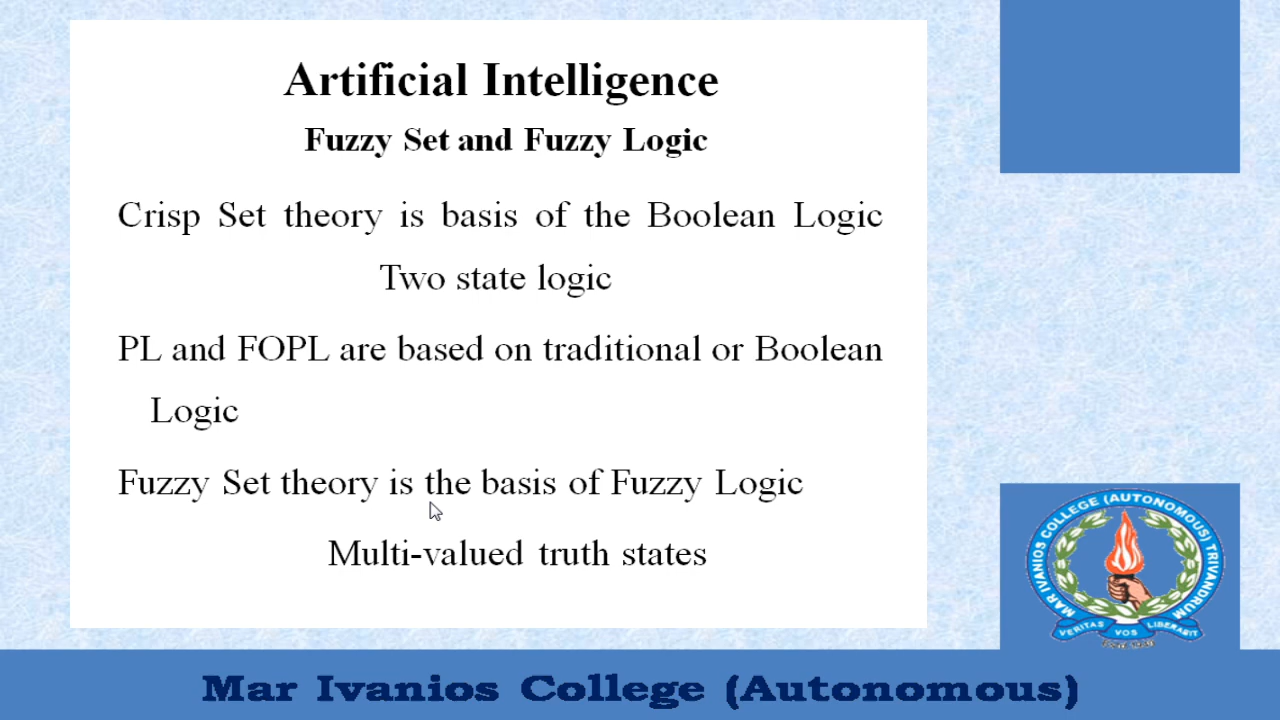 Artificial Intelligence
Fuzzy Set and Fuzzy Logic
Crisp Set theory is basis of the Boolean Logic
Two state logic
PL and FOPL are based on traditional or Boolean
Logic
Fuzzy Set theory is the basis of Fuzzy Logic
Multi-valued truth states
MAR IVANIOS COLLEGE (AUTONOMOUS) TRIVANDRUM
VERITAS VOS LIBERABIT
Mar Ivanios College (Autonomous)